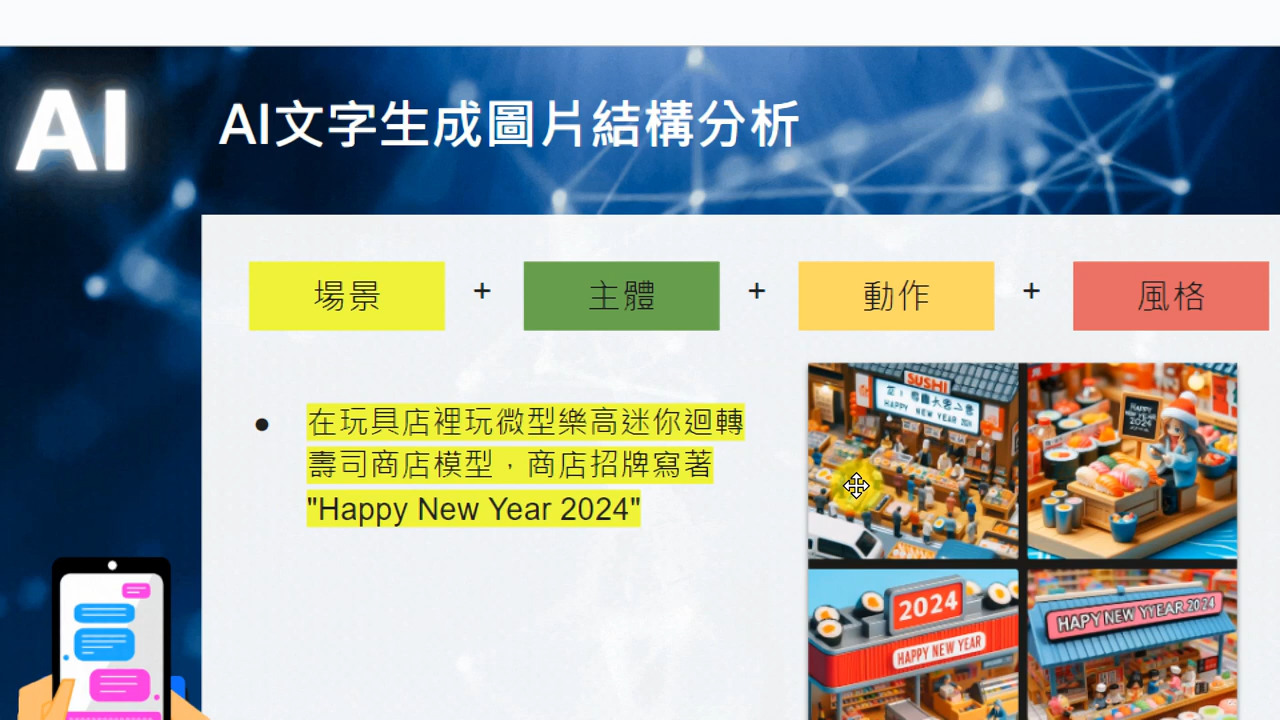 AI
AI文字生成圖片結構分析
場景 + 主體 + 動作 + 風格
在玩具店裡玩微型樂高迷你迴轉
壽司商店模型，商店招牌寫著
"Happy New Year 2024"
SUSHI
HAPPY NEW YEAR
HAPPY
NEW
YEAR
2024
2024
HAPPY NEW YEAR
HAPY NEW YYEAR 2024